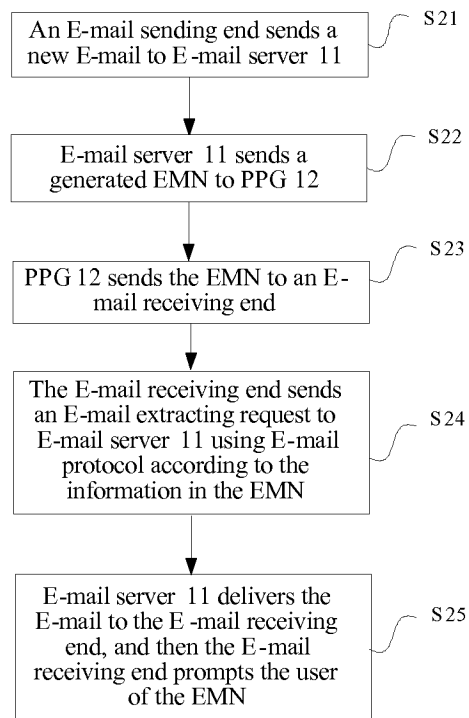 An E-mail sending end sends a
new E-mail to E-mail server 11
S21
E-mail server 11 sends a
generated EMN to PPG 12
S22
PPG 12 sends the EMN to an E-
mail receiving end
S23
The E-mail receiving end sends
an E-mail extracting request to
E-mail server 11 using E-mail
protocol according to the
information in the EMN
S24
E-mail server 11 delivers the
E-mail to the E-mail receiving
end, and then the E-mail
receiving end prompts the user
of the EMN
S25